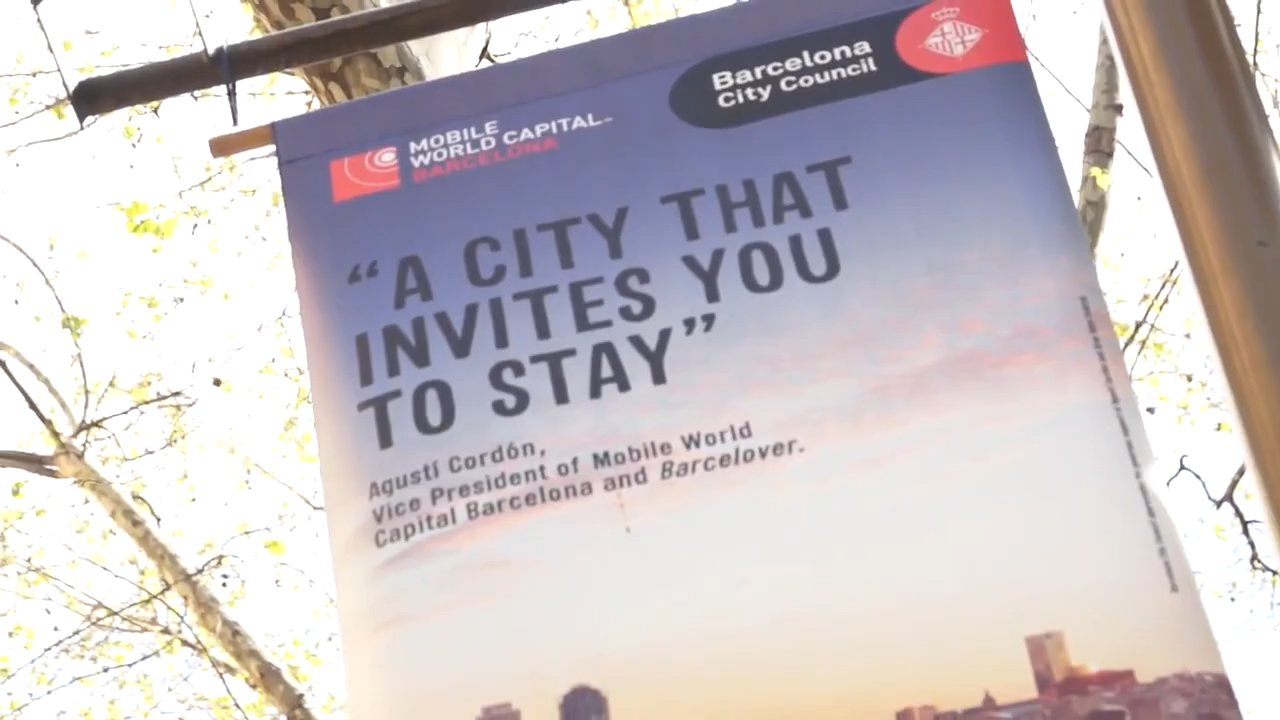 Barcelona
City Council
MOBILE
WORLD CAPITAL
BARCELONA
“A CITY THAT
INVITES YOU
TO STAY”
Agustí Cordón,
Vice President of Mobile World
Capital Barcelona and Barcelover.